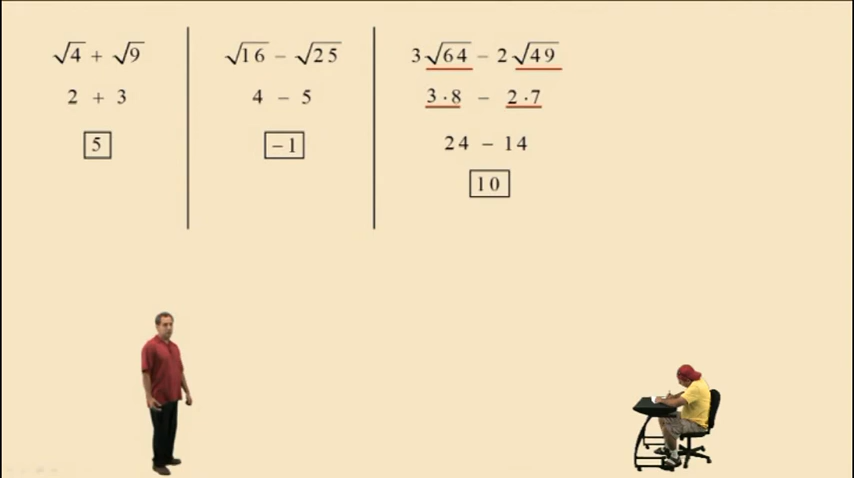 √4 + √9
2 + 3
5
√16 − √25
4 − 5
−1
3√64 − 2√49
3·8 − 2·7
24 − 14
10